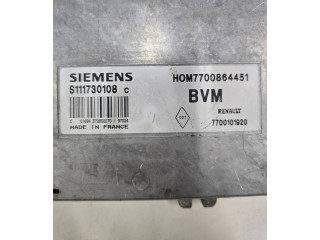 SIEMENS
HOM7700864451
S111730108 C
BVM
RENAULT
7700101920
MADE IN FRANCE